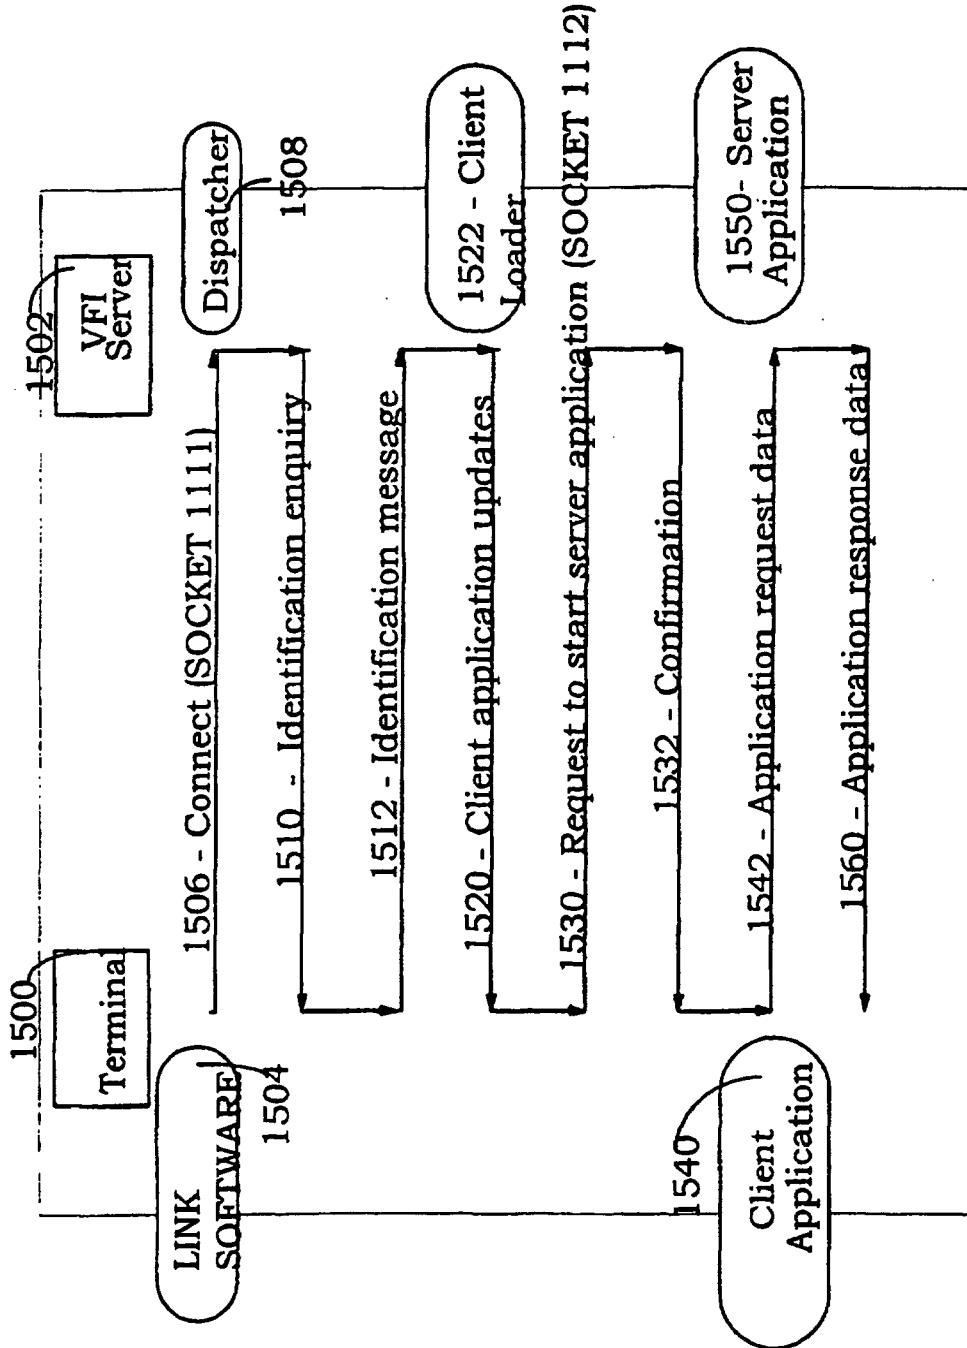 1500
Terminal
1502
VFI
Server
LINK
SOFTWARE
1504
1506 - Connect (SOCKET 1111)
Dispatcher
1508
1510 - Identification enquiry
1512 - Identification message
1520 - Client application updates
1522 - Client
Loader
1530 - Request to start server application (SOCKET 1112)
1532 - Confirmation
1540
Client
Application
1542 - Application request data
1550- Server
Application
1560 - Application response data